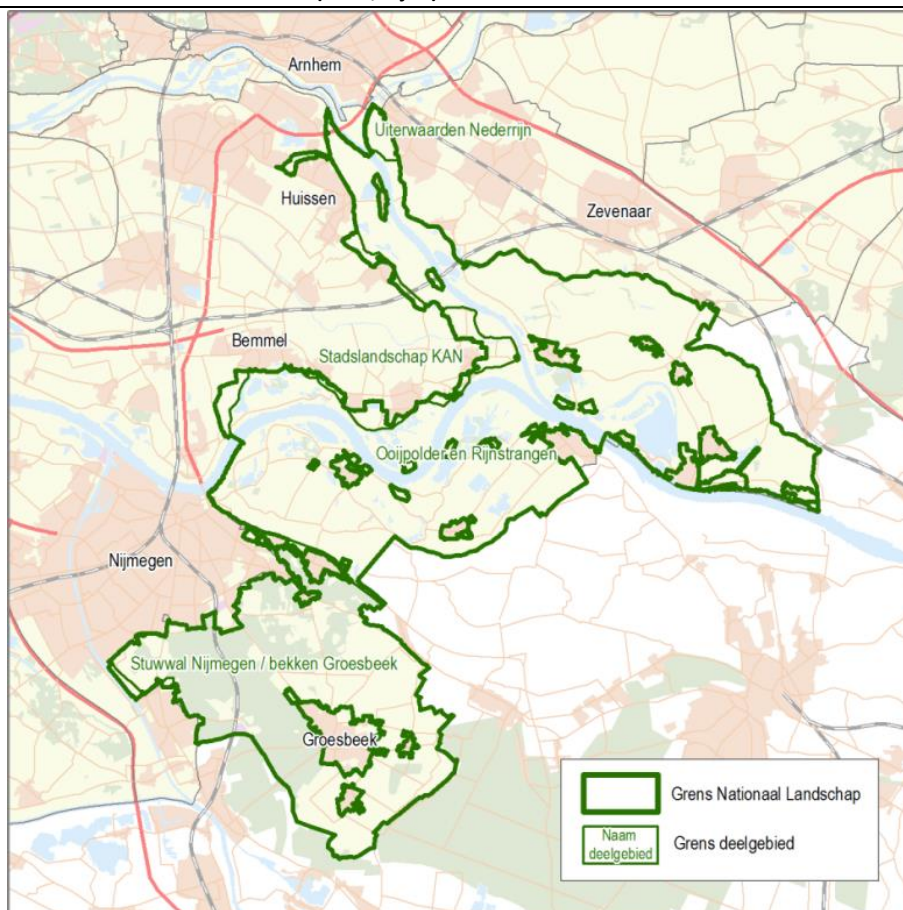 Arnhem
Uiterwaarden Nederrijn
Huissen
Zevenaar
Bemmel
Stadslandschap KAN
Ooijpolder en Rijnstrangen
Nijmegen
Stuwwal Nijmegen / bekken Groesbeek
Groesbeek
Grens Nationaal Landschap
Naam
deelgebied
Grens deelgebied